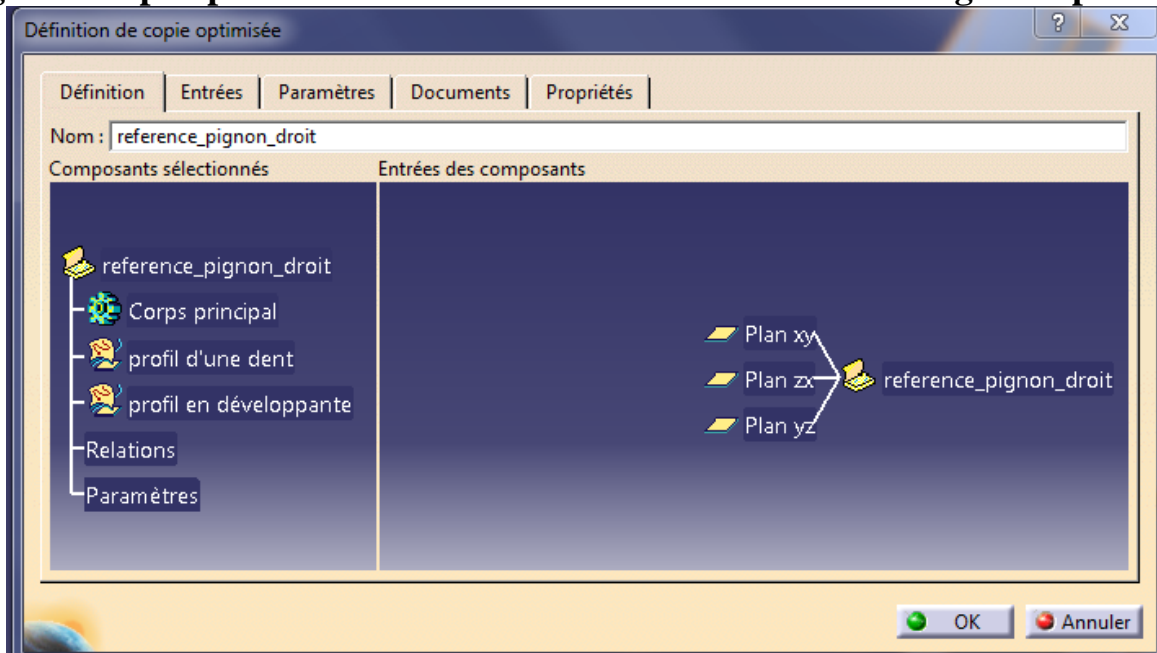 Définition de copie optimisée
Définition Entrées Paramètres Documents Propriétés
Nom : reference_pignon_droit
Composants sélectionnés Entrées des composants
reference_pignon_droit
Corps principal
profil d'une dent
profil en développante
Relations
Paramètres
Plan xy
Plan zx
Plan yz
reference_pignon_droit
OK Annuler